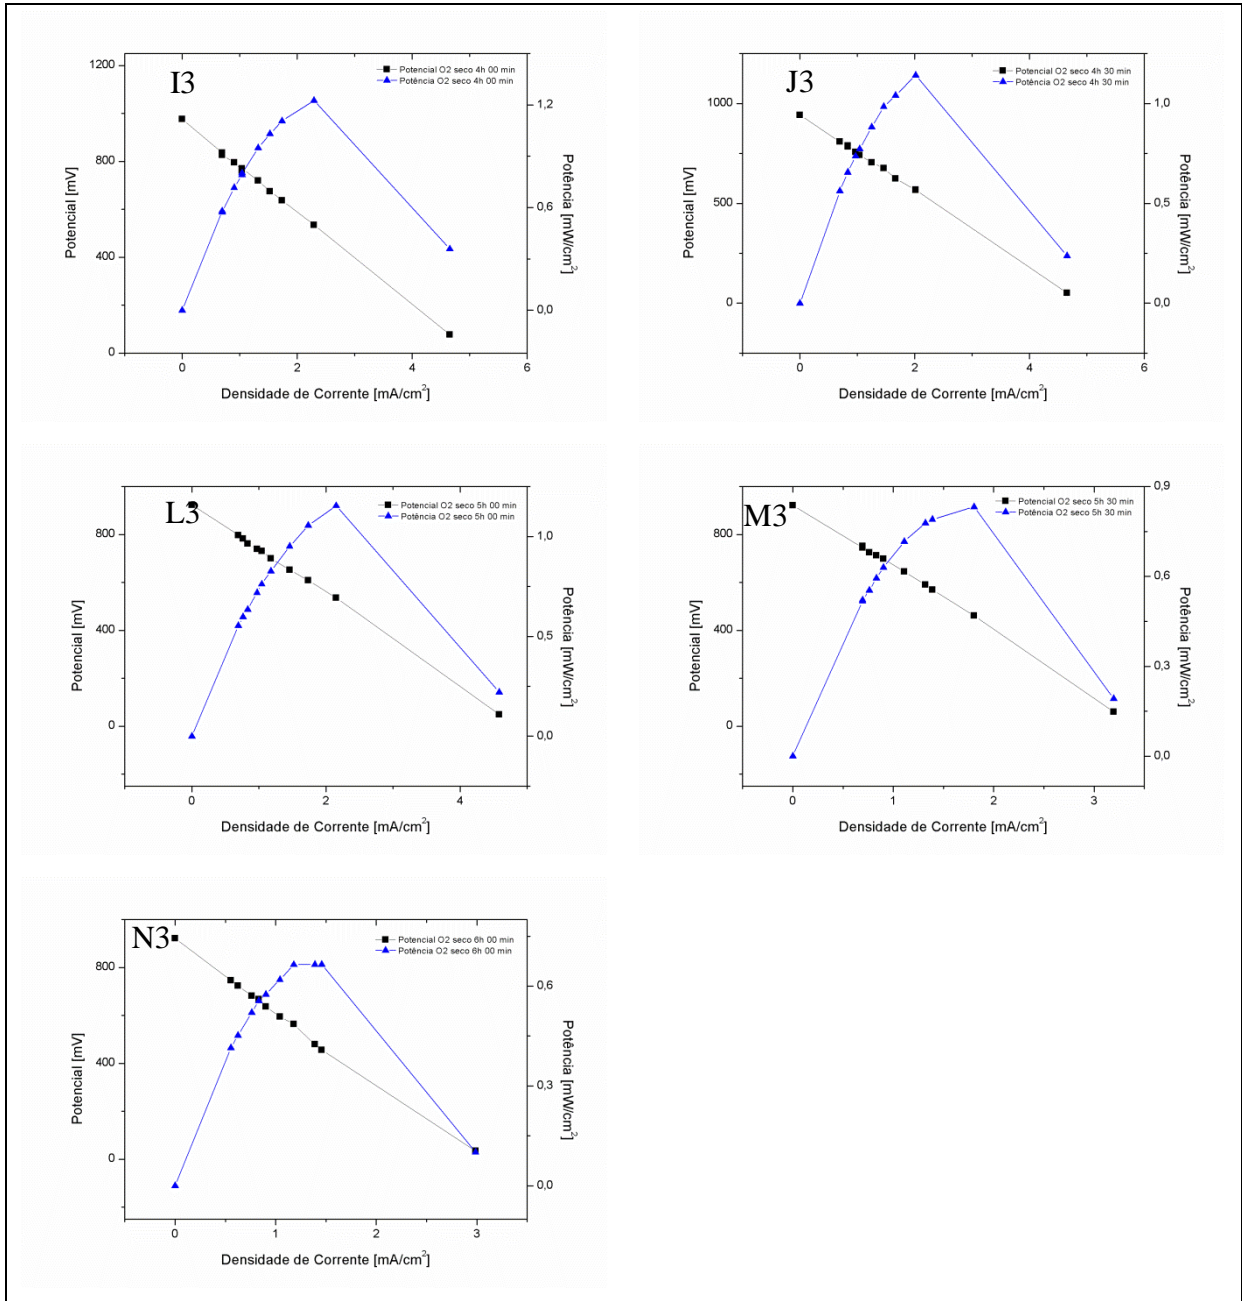 I3
Potencial O2 seco 4h 00 min
Potência O2 seco 4h 00 min
1200
800
400
0
Potencial [mV]
1,2
0,6
0,0
Potência [mW/cm²]
0
2
4
6
Densidade de Corrente [mA/cm²]
J3
Potencial O2 seco 4h 30 min
Potência O2 seco 4h 30 min
1000
500
0
Potencial [mV]
1,0
0,5
0,0
Potência [mW/cm²]
0
2
4
6
Densidade de Corrente [mA/cm²]
L3
Potencial O2 seco 5h 00 min
Potência O2 seco 5h 00 min
800
400
0
Potencial [mV]
1,0
0,5
0,0
Potência [mW/cm²]
0
2
4
Densidade de Corrente [mA/cm²]
M3
Potencial O2 seco 5h 30 min
Potência O2 seco 5h 30 min
800
400
0
Potencial [mV]
0,9
0,6
0,3
0,0
Potência [mW/cm²]
0
1
2
3
Densidade de Corrente [mA/cm²]
N3
Potencial O2 seco 6h 00 min
Potência O2 seco 6h 00 min
800
400
0
Potencial [mV]
0,6
0,3
0,0
Potência [mW/cm²]
0
1
2
3
Densidade de Corrente [mA/cm²]